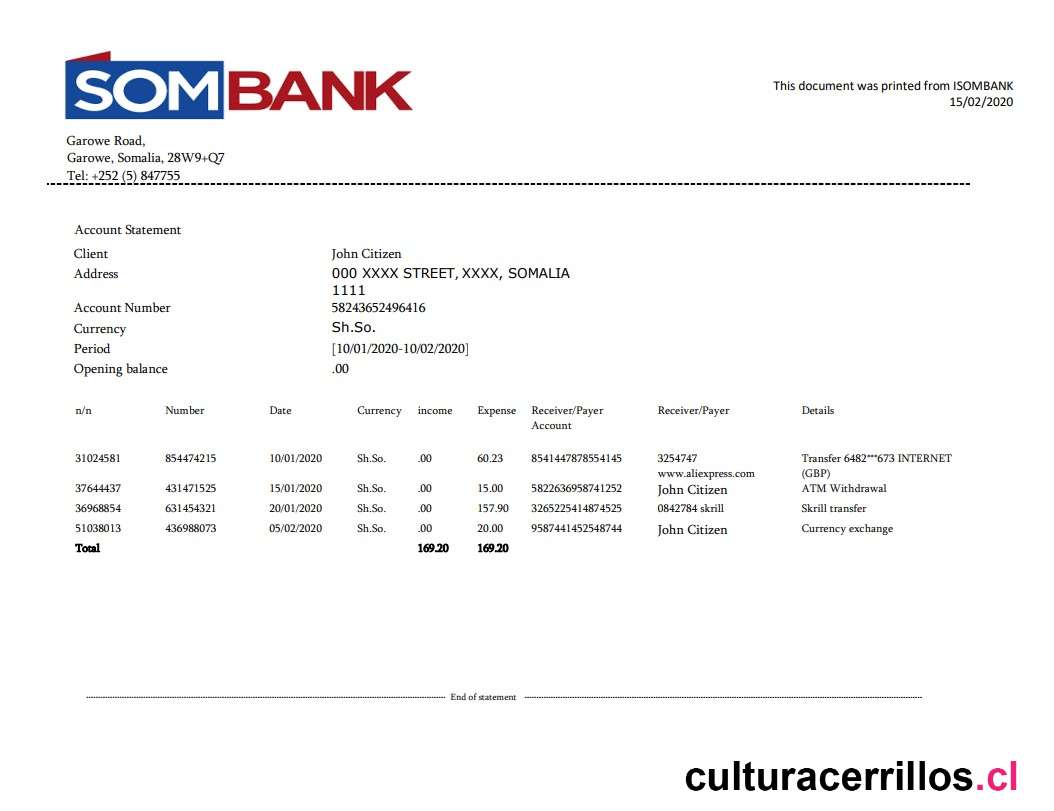 SOMBANK
This document was printed from ISOMBANK
15/02/2020
Garowe Road,
Garowe, Somalia, 28W9+Q7
Tel: +252 (5) 847755
Account Statement
Client John Citizen
Address 000 XXXX STREET, XXXX, SOMALIA
1111
Account Number 58243652496416
Currency Sh.So.
Period [10/01/2020-10/02/2020]
Opening balance .00
n/n Number Date Currency income Expense Receiver/Payer Receiver/Payer Details
Account
31024581 854474215 10/01/2020 Sh.So. .00 60.23 8541447878554145 3254747 Transfer 6482***673 INTERNET
www.aliexpress.com (GBP)
37644437 431471525 15/01/2020 Sh.So. .00 15.00 5822636958741252 John Citizen ATM Withdrawal
36968854 631454321 20/01/2020 Sh.So. .00 157.90 3265225414874525 0842784 skrill Skrill transfer
51038013 436988073 05/02/2020 Sh.So. .00 20.00 9587441452548744 John Citizen Currency exchange
Total 169.20 169.20
End of statement
culturacerrillos.cl